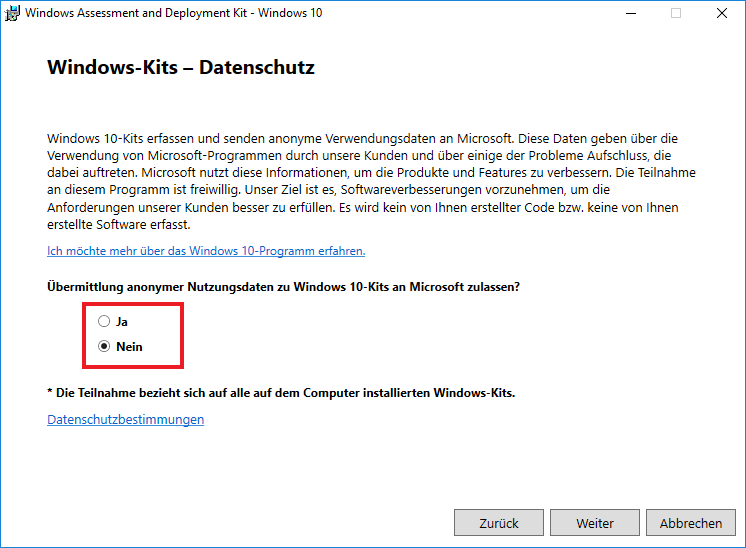 Windows Assessment and Deployment Kit - Windows 10
Windows-Kits – Datenschutz
Windows 10-Kits erfassen und senden anonyme Verwendungsdaten an Microsoft. Diese Daten geben über die
Verwendung von Microsoft-Programmen durch unsere Kunden und über einige der Probleme Aufschluss, die
dabei auftreten. Microsoft nutzt diese Informationen, um die Produkte und Features zu verbessern. Die Teilnahme
an diesem Programm ist freiwillig. Unser Ziel ist es, Softwareverbesserungen vorzunehmen, um die
Anforderungen unserer Kunden besser zu erfüllen. Es wird kein von Ihnen erstellter Code bzw. keine von Ihnen
erstellte Software erfasst.
Ich möchte mehr über das Windows 10-Programm erfahren.
Übermittlung anonymer Nutzungsdaten zu Windows 10-Kits an Microsoft zulassen?
Ja
Nein
* Die Teilnahme bezieht sich auf alle auf dem Computer installierten Windows-Kits.
Datenschutzbestimmungen
Zurück
Weiter
Abbrechen